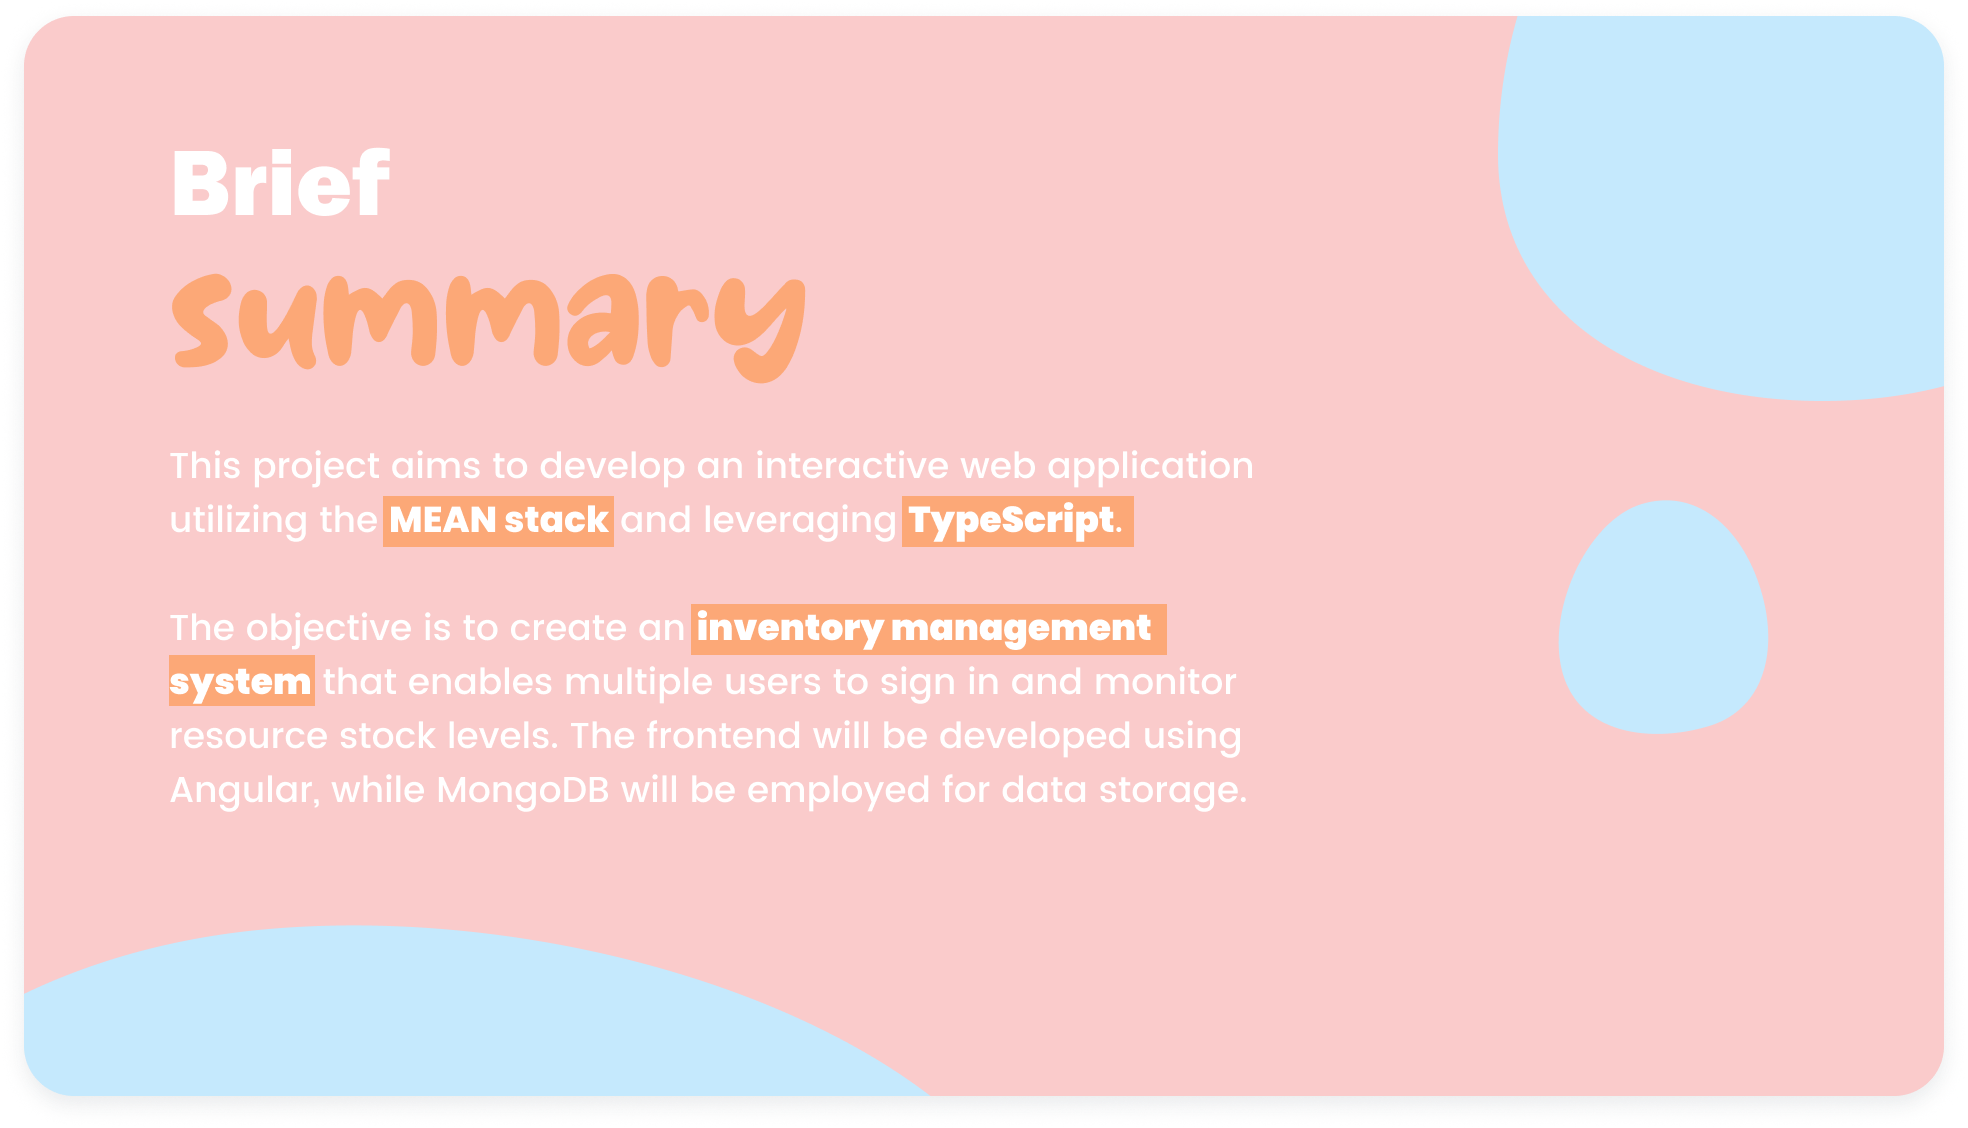 Brief
summary
This project aims to develop an interactive web application
utilizing the MEAN stack and leveraging TypeScript.
The objective is to create an inventory management
system that enables multiple users to sign in and monitor
resource stock levels. The frontend will be developed using
Angular, while MongoDB will be employed for data storage.